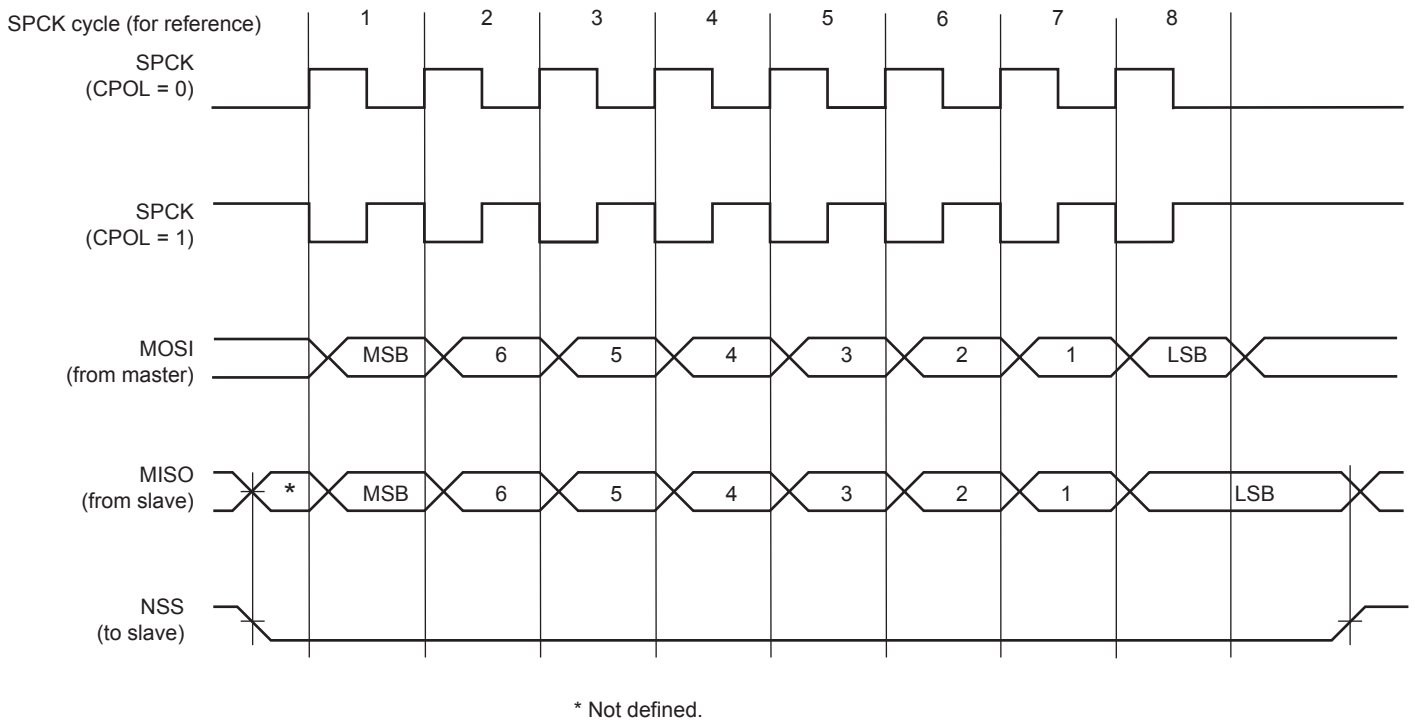 SPCK cycle (for reference)
1 2 3 4 5 6 7 8
SPCK
(CPOL = 0)
SPCK
(CPOL = 1)
MOSI
(from master)
MSB 6 5 4 3 2 1 LSB
MISO
(from slave)
* MSB 6 5 4 3 2 1 LSB
NSS
(to slave)
* Not defined.